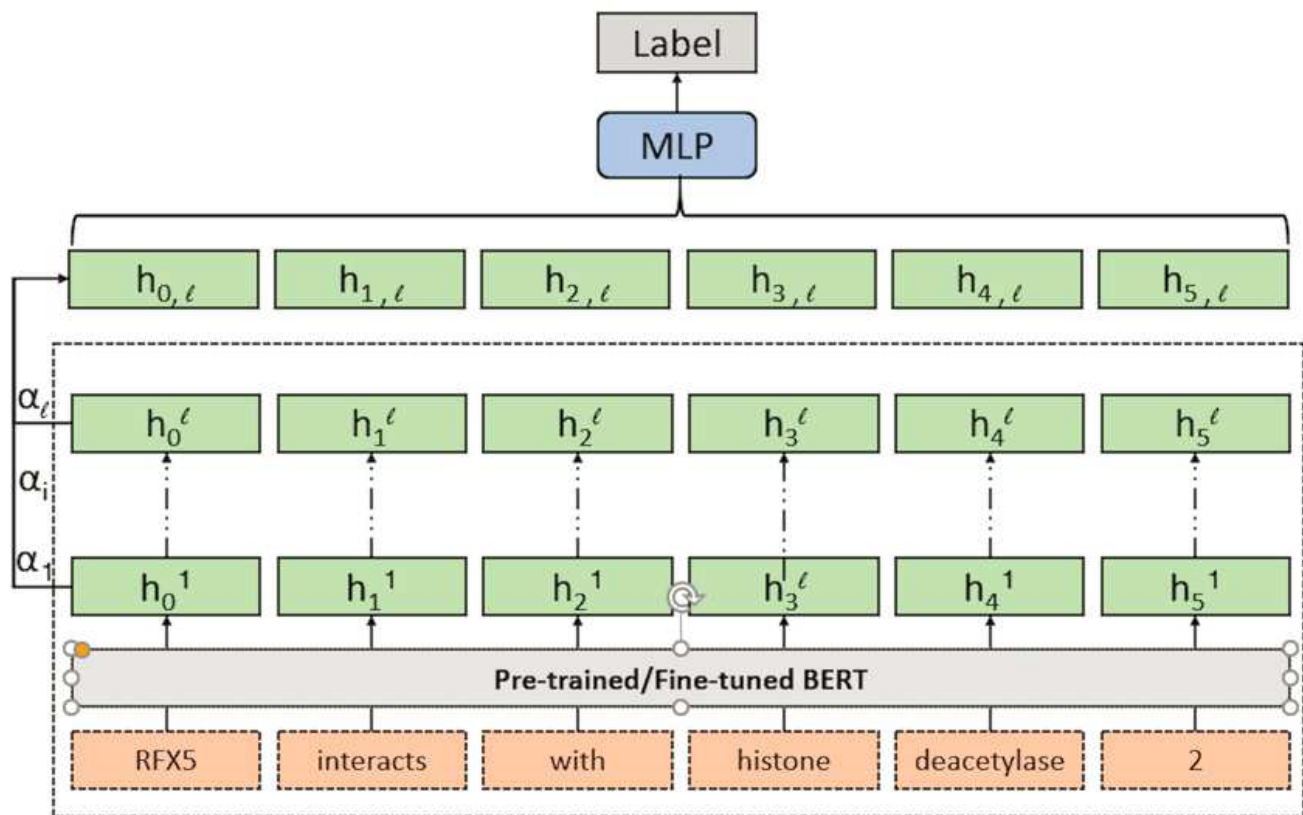 Label
MLP
h₀,ℓ h₁,ℓ h₂,ℓ h₃,ℓ h₄,ℓ h₅,ℓ
αℓ h₀ℓ h₁ℓ h₂ℓ h₃ℓ h₄ℓ h₅ℓ
αᵢ
α₁ h₀¹ h₁¹ h₂¹ h₃ℓ h₄¹ h₅¹
Pre-trained/Fine-tuned BERT
RFX5 interacts with histone deacetylase 2